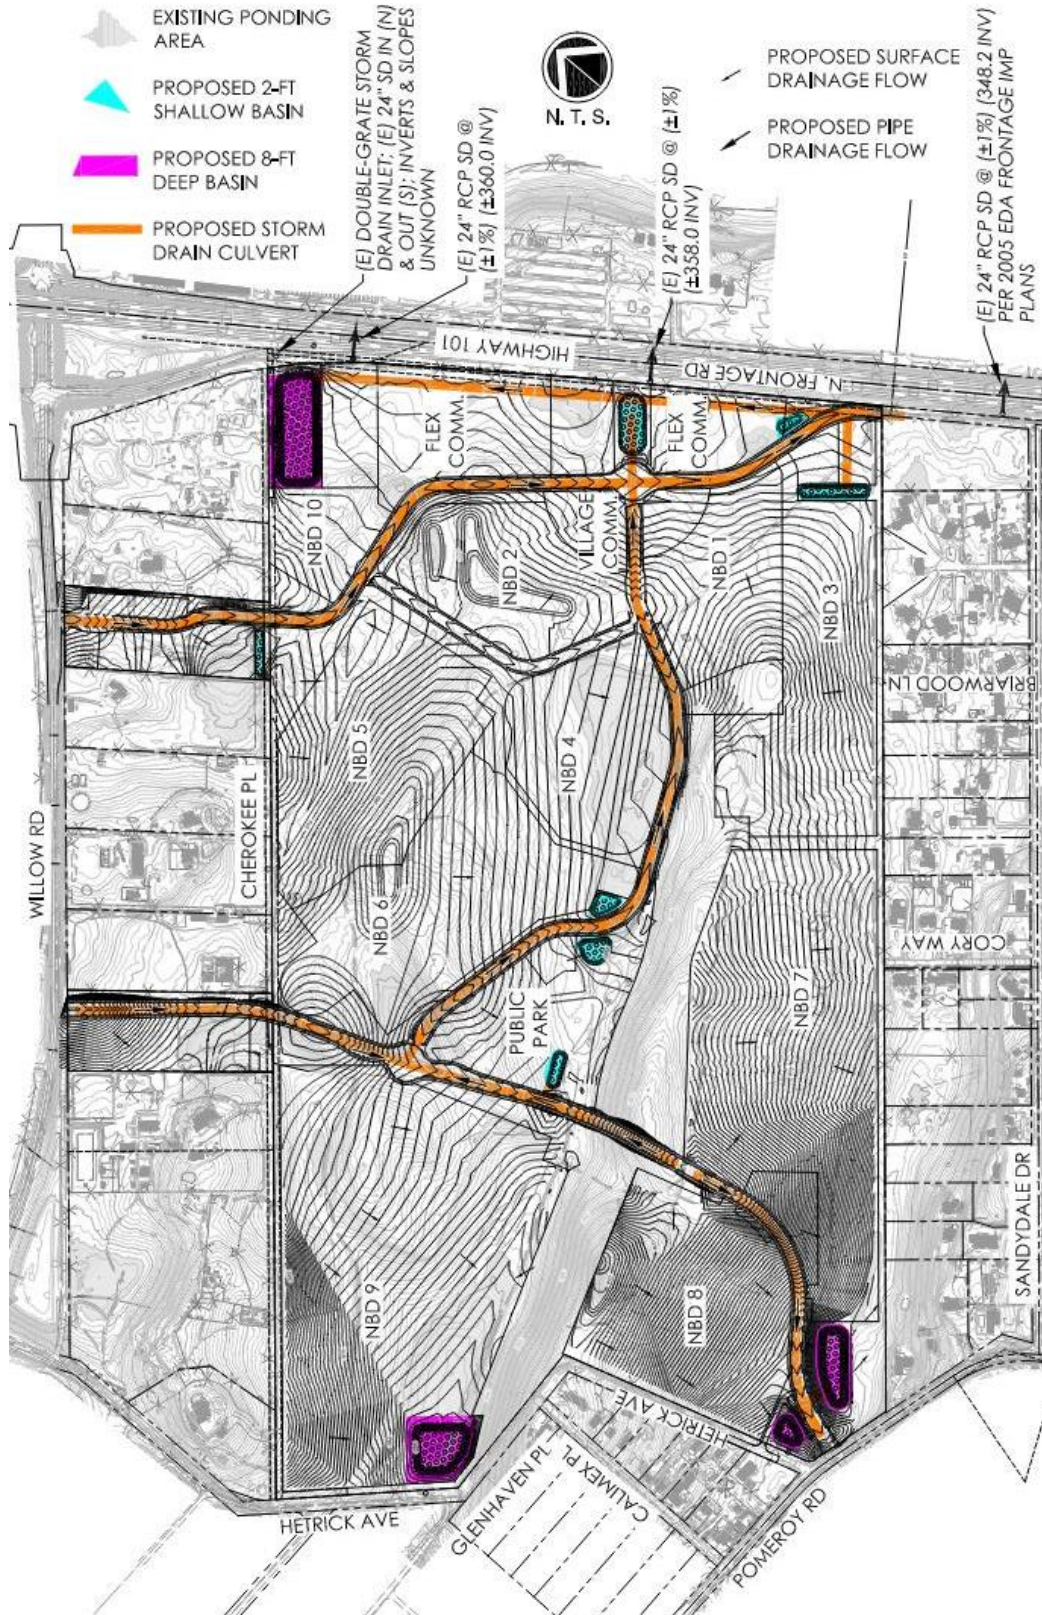 EXISTING PONDING
AREA
PROPOSED 2-FT
SHALLOW BASIN
PROPOSED 8-FT
DEEP BASIN
PROPOSED STORM
DRAIN CULVERT
(E) DOUBLE-GRATE STORM
DRAIN INLET; (E) 24" SD IN (N)
& OUT (S); INVERTS & SLOPES
UNKNOWN
(E) 24" RCP SD @
(±1%) (±360.0 INV)
N. T. S.
(E) 24" RCP SD @ (±1%)
(±358.0 INV)
PROPOSED SURFACE
DRAINAGE FLOW
PROPOSED PIPE
DRAINAGE FLOW
(E) 24" RCP SD @ (±1%) (348.2 INV)
PER 2005 EDA FRONTAGE IMP
PLANS
HIGHWAY 101
N. FRONTAGE RD
FLEX
COMM.
FLEX
COMM.
NBD 10
NBD 2
VILLAGE
COMM.
NBD 1
NBD 3
BRIARWOOD LN
WILLOW RD
CHEROKEE PL
NBD 5
NBD 4
NBD 6
CORY WAY
NBD 7
PUBLIC
PARK
SANDYDALE DR
NBD 9
NBD 8
HETRICK AVE
HETRICK AVE
GLENHAVEN PL
CALIMEX PL
POMEROY RD